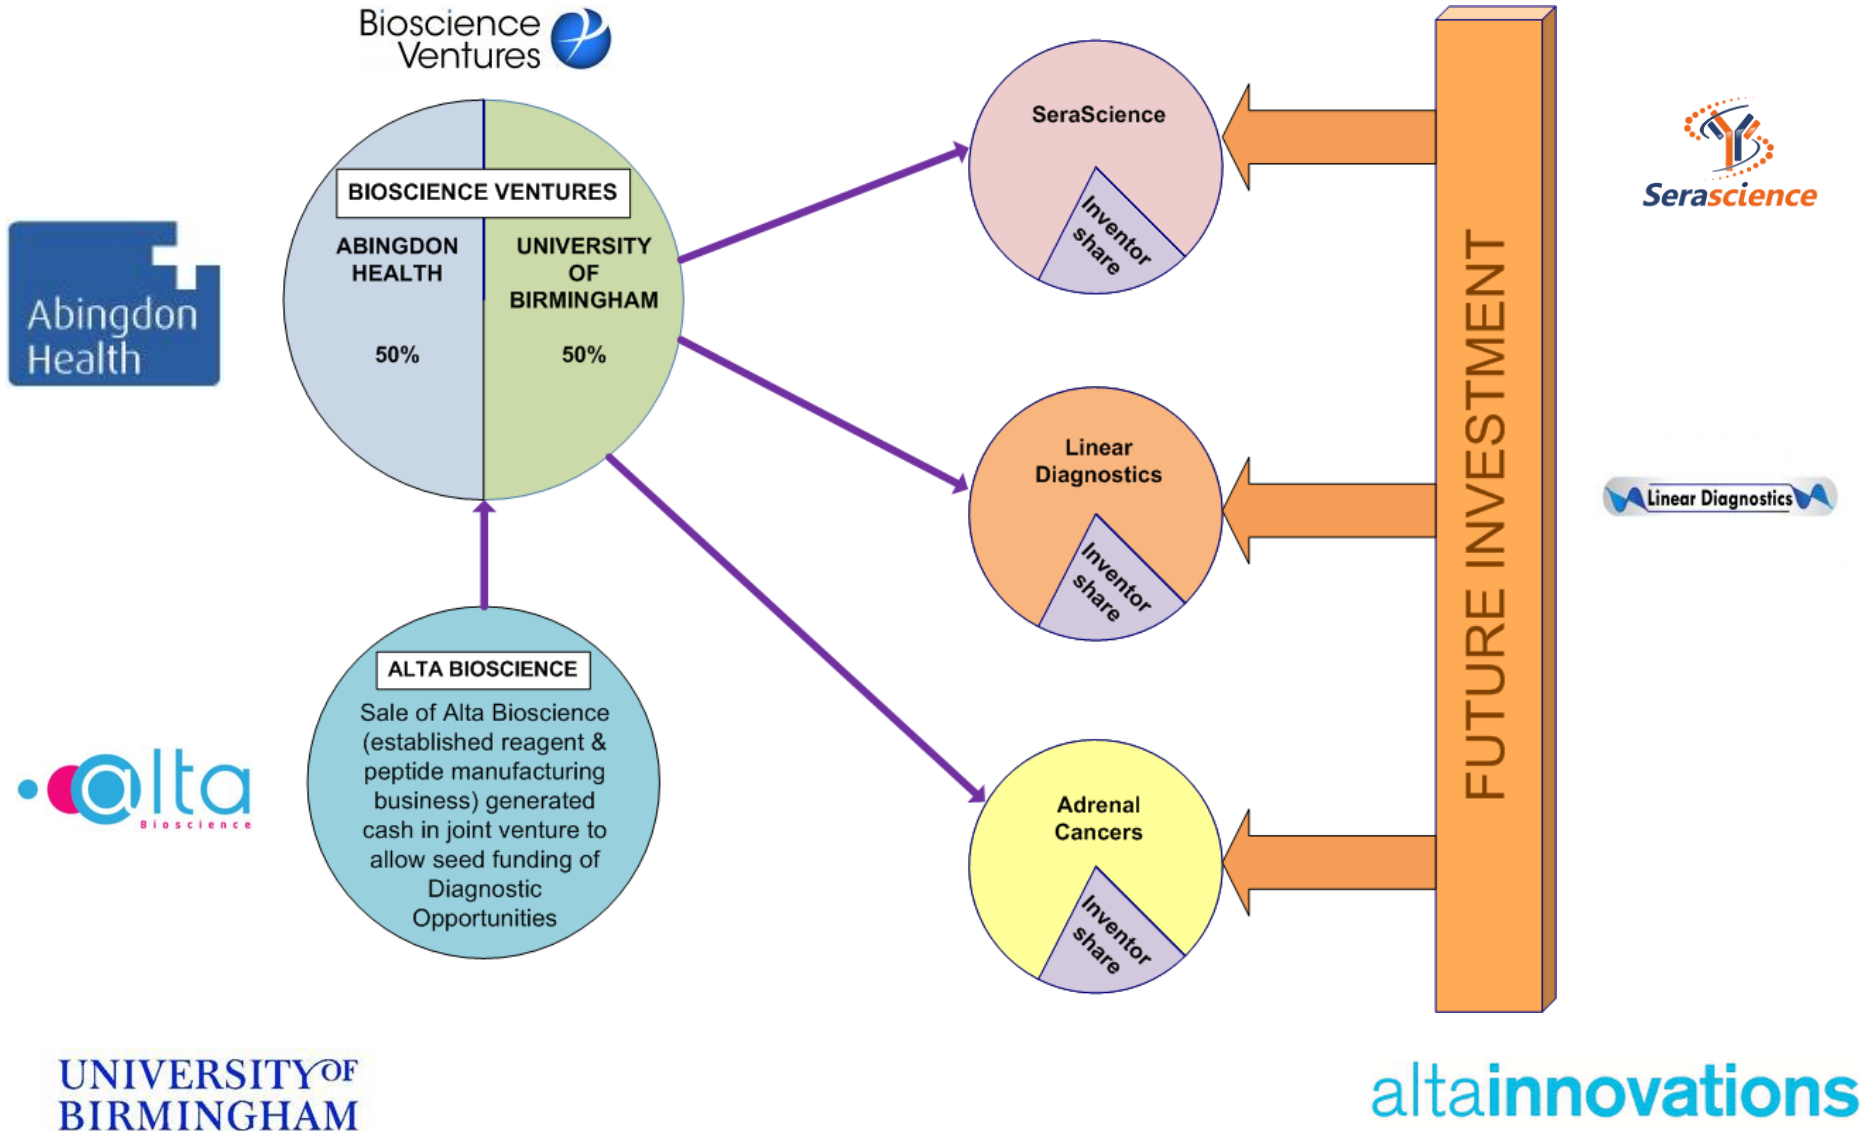 Bioscience
Ventures
BIOSCIENCE VENTURES
ABINGDON
HEALTH
50%
UNIVERSITY
OF
BIRMINGHAM
50%
Abingdon
Health
ALTA BIOSCIENCE
Sale of Alta Bioscience
(established reagent &
peptide manufacturing
business) generated
cash in joint venture to
allow seed funding of
Diagnostic
Opportunities
alta
Bioscience
SeraScience
Inventor
share
Linear
Diagnostics
Inventor
share
Adrenal
Cancers
Inventor
share
FUTURE INVESTMENT
Serascience
Linear Diagnostics
UNIVERSITY OF
BIRMINGHAM
altainnovations